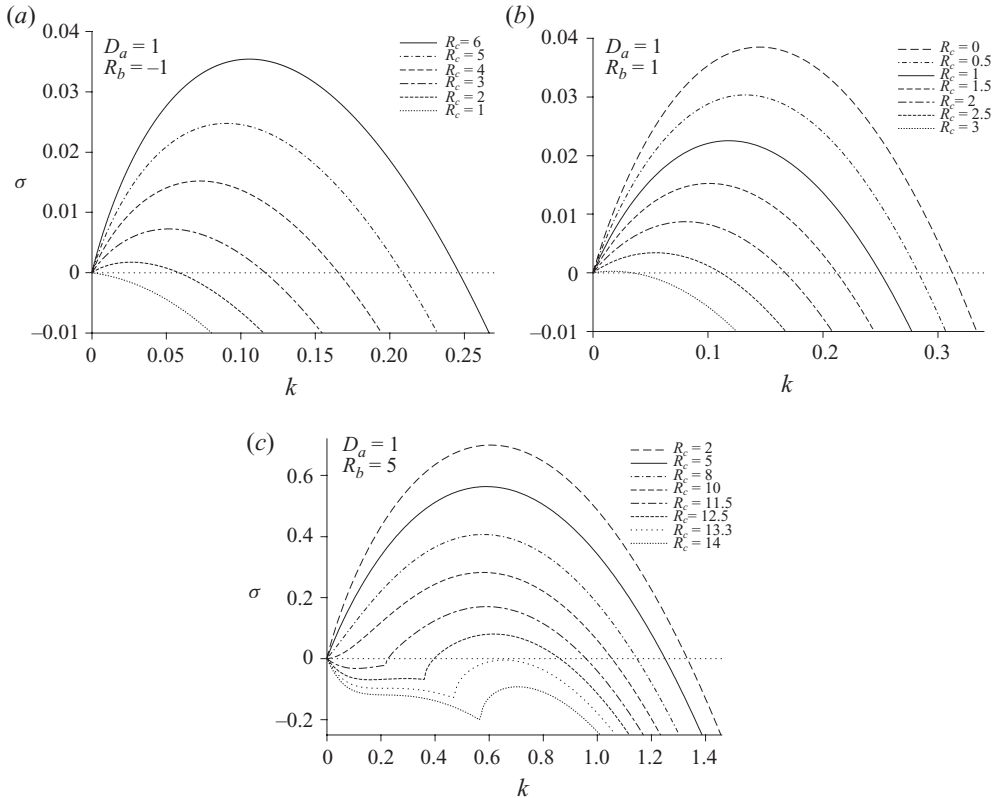 (a)
0.04
0.03
0.02
0.01
0
–0.01
σ
D_a = 1
R_b = –1
R_c = 6
R_c = 5
R_c = 4
R_c = 3
R_c = 2
R_c = 1
0 0.05 0.10 0.15 0.20 0.25
k
(b)
0.04
0.03
0.02
0.01
0
–0.01
D_a = 1
R_b = 1
R_c = 0
R_c = 0.5
R_c = 1
R_c = 1.5
R_c = 2
R_c = 2.5
R_c = 3
0 0.1 0.2 0.3
k
(c)
0.6
0.4
0.2
0
–0.2
σ
D_a = 1
R_b = 5
R_c = 2
R_c = 5
R_c = 8
R_c = 10
R_c = 11.5
R_c = 12.5
R_c = 13.3
R_c = 14
0 0.2 0.4 0.6 0.8 1.0 1.2 1.4
k